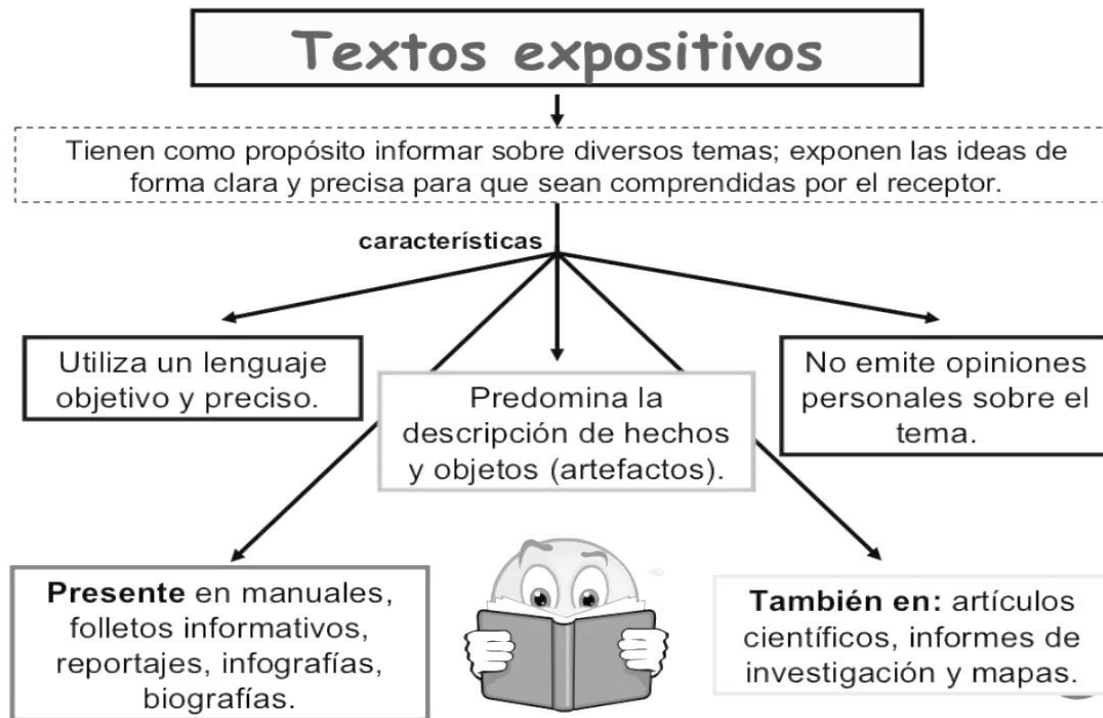 Textos expositivos
Tienen como propósito informar sobre diversos temas; exponen las ideas de
forma clara y precisa para que sean comprendidas por el receptor.
características
Utiliza un lenguaje
objetivo y preciso.
Predomina la
descripción de hechos
y objetos (artefactos).
No emite opiniones
personales sobre el
tema.
Presente en manuales,
folletos informativos,
reportajes, infografías,
biografías.
También en: artículos
científicos, informes de
investigación y mapas.